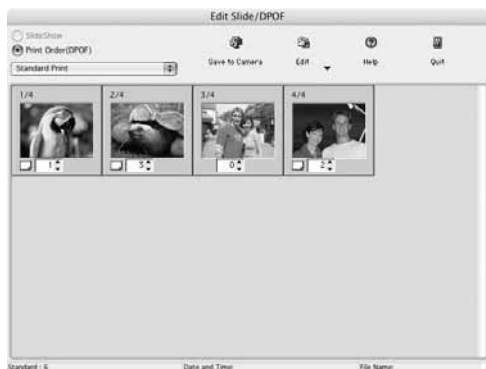 Edit Slide/DPOF
SlideShow
Print Order(DPOF)
Standard Print
Save to Camera
Edit
Help
Quit
1/4
2/4
3/4
4/4
1
3
0
2
Standard : 6
Date and Time:
File Name: